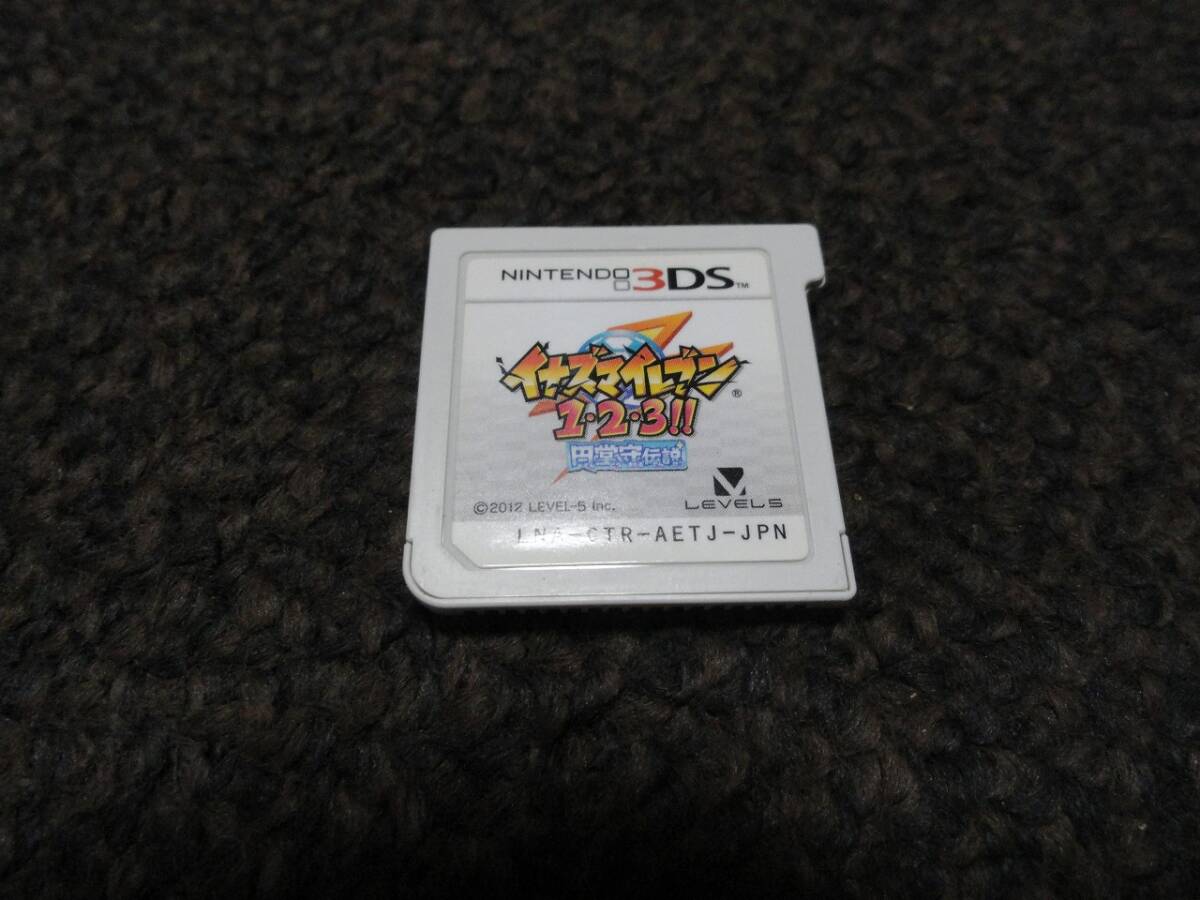 NINTENDO 3DS™
イナズマイレブン®
1・2・3!!
円堂守伝説
©2012 LEVEL-5 Inc.
LEVEL5
LNA-CTR-AETJ-JPN